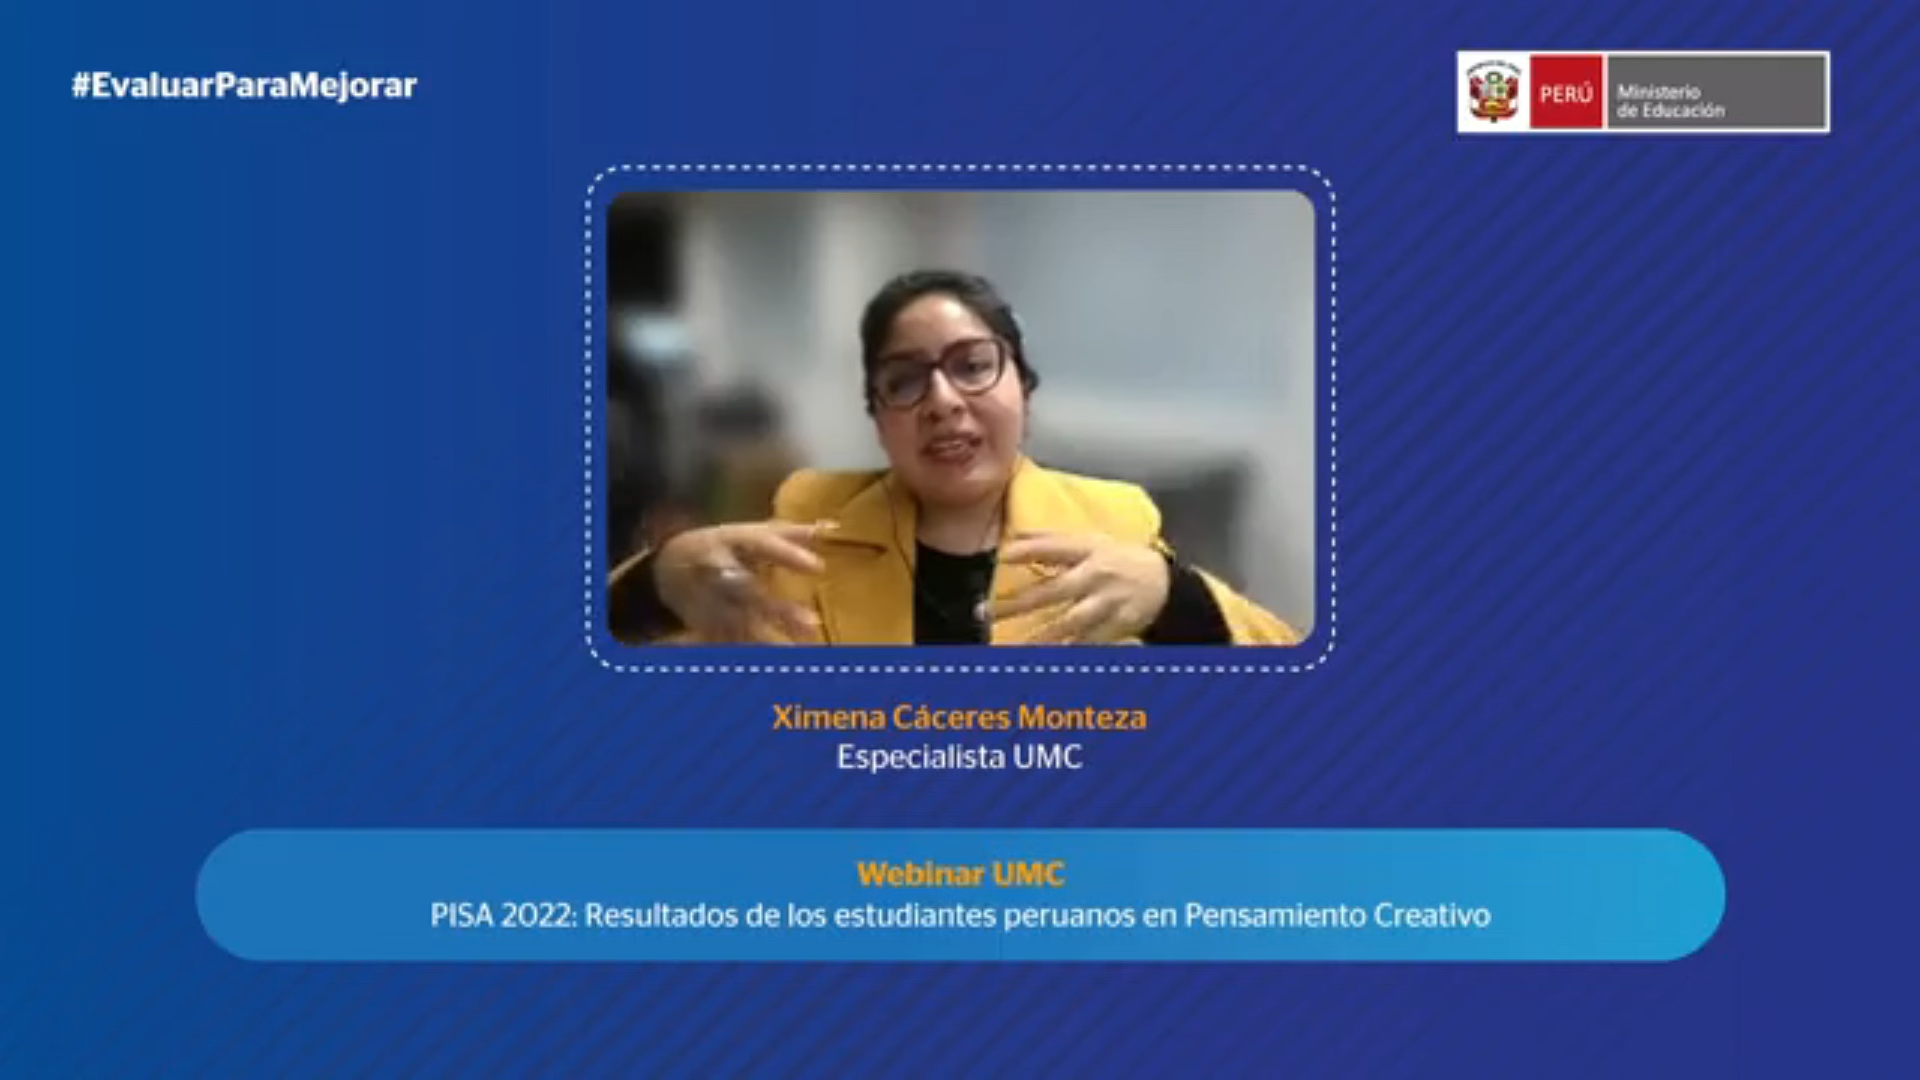 #EvaluarParaMejorar
PERÚ
Ministerio
de Educación
Ximena Cáceres Monteza
Especialista UMC
Webinar UMC
PISA 2022: Resultados de los estudiantes peruanos en Pensamiento Creativo